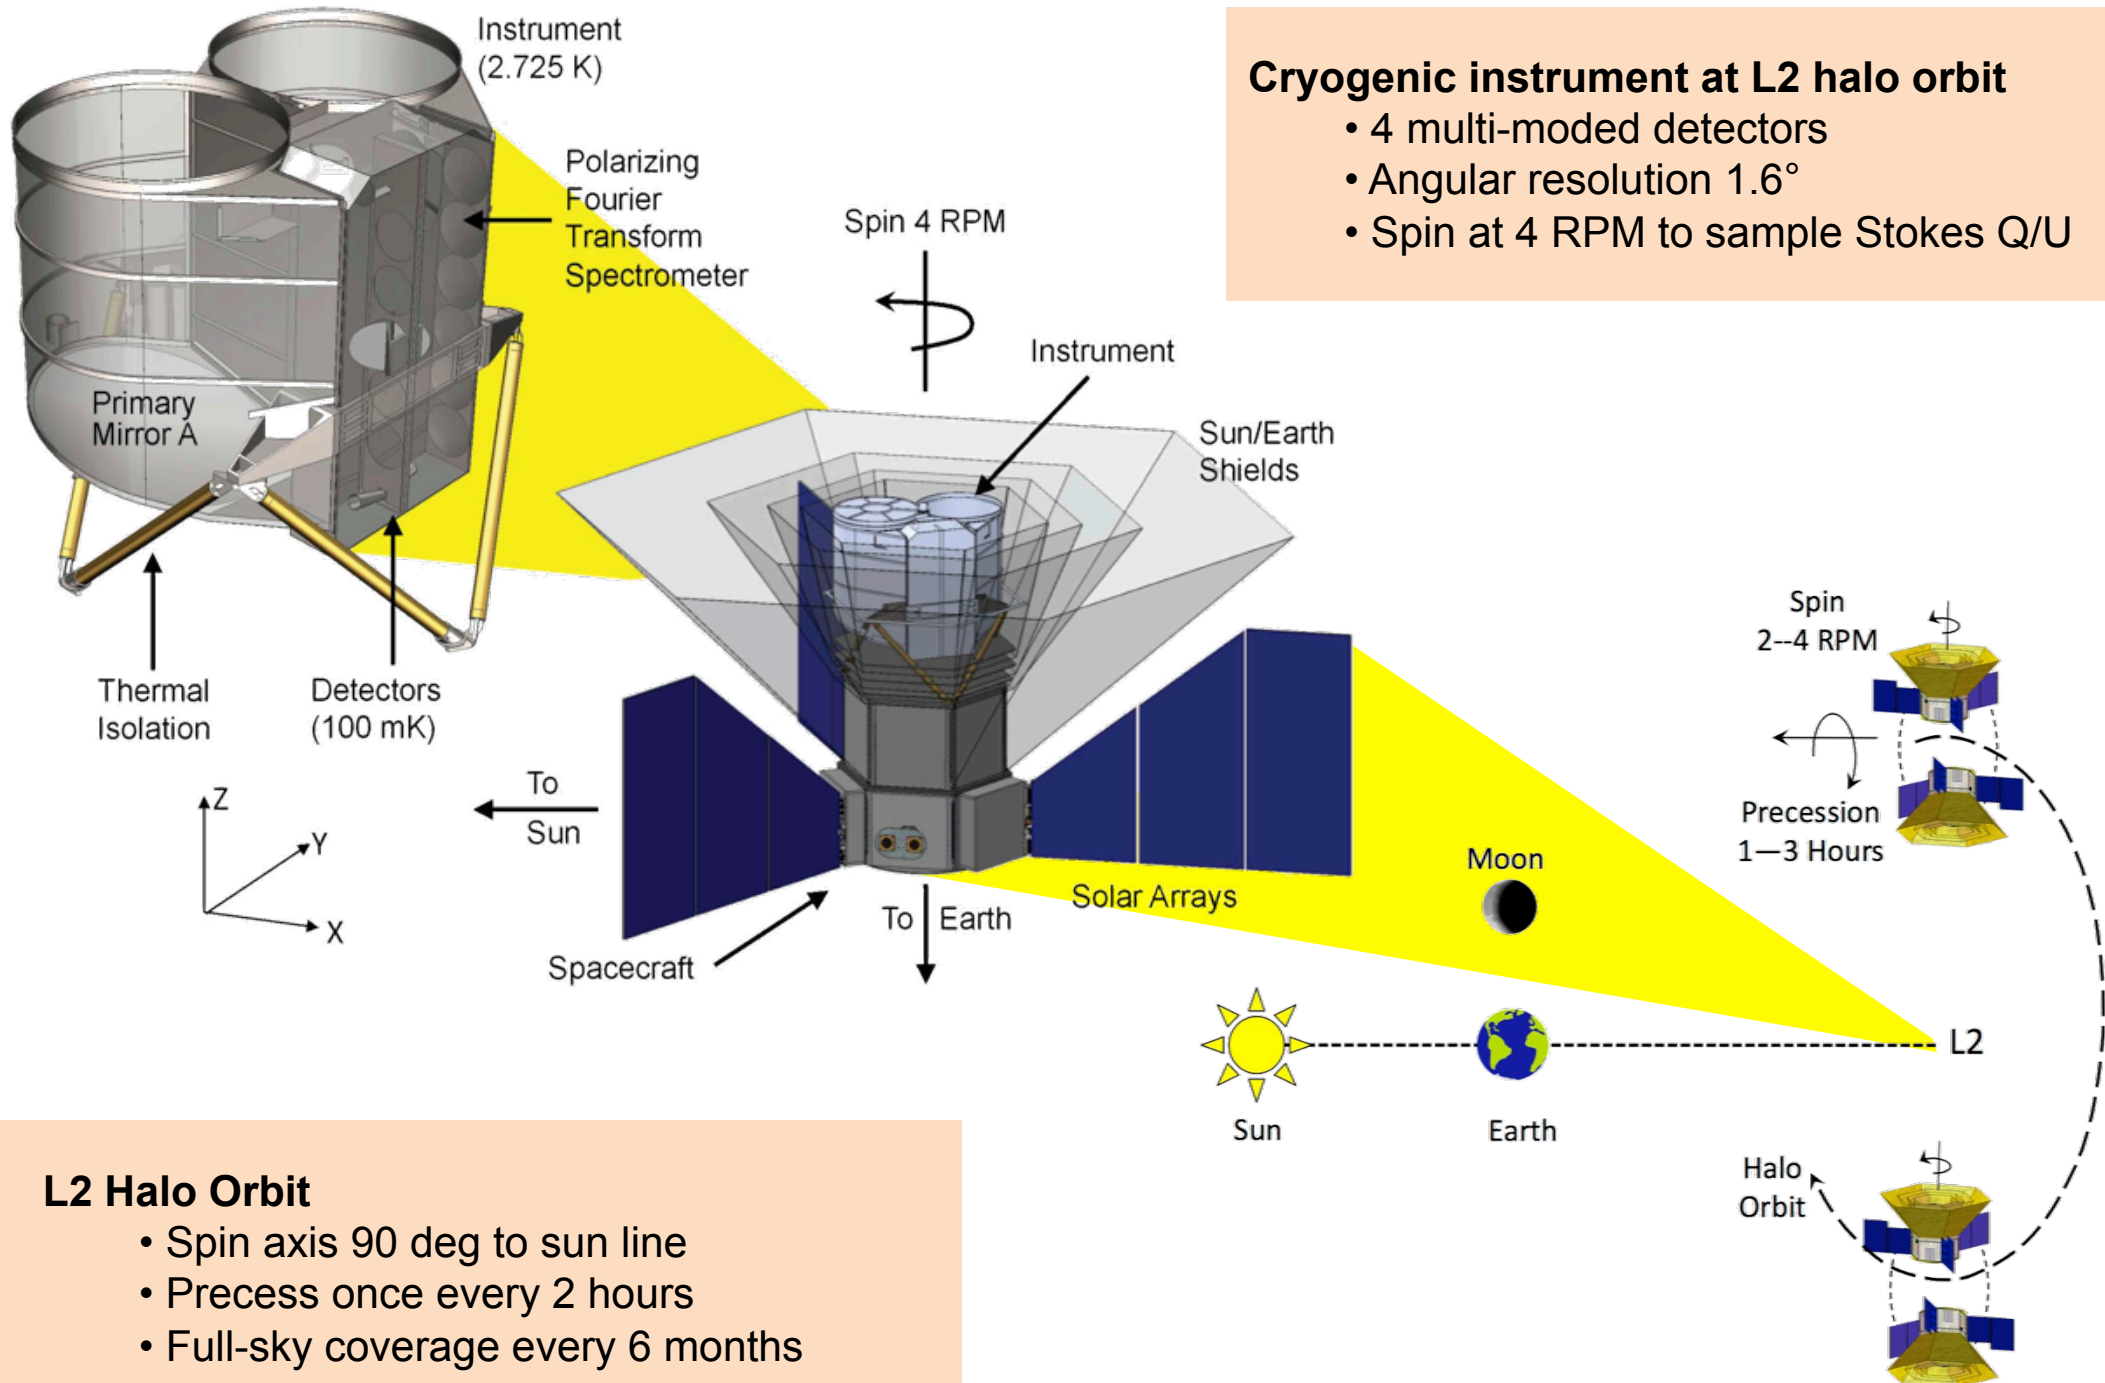 Instrument
(2.725 K)
Polarizing
Fourier
Transform
Spectrometer
Primary
Mirror A
Thermal
Isolation
Detectors
(100 mK)
Cryogenic instrument at L2 halo orbit
• 4 multi-moded detectors
• Angular resolution 1.6°
• Spin at 4 RPM to sample Stokes Q/U
Spin 4 RPM
Instrument
Sun/Earth
Shields
To
Sun
Z
Y
X
Spacecraft
To Earth
Solar Arrays
Spin
2--4 RPM
Precession
1—3 Hours
Moon
L2
Sun
Earth
Halo
Orbit
L2 Halo Orbit
• Spin axis 90 deg to sun line
• Precess once every 2 hours
• Full-sky coverage every 6 months